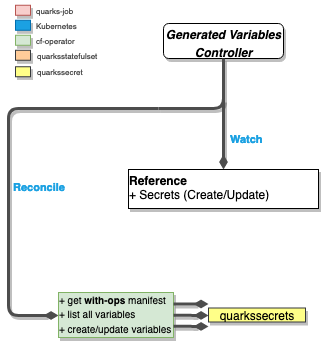 quarks-job
Kubernetes
cf-operator
quarksstatefulset
quarkssecret
Generated Variables
Controller
Watch
Reference
+ Secrets (Create/Update)
Reconcile
+ get with-ops manifest
+ list all variables
+ create/update variables
quarkssecrets